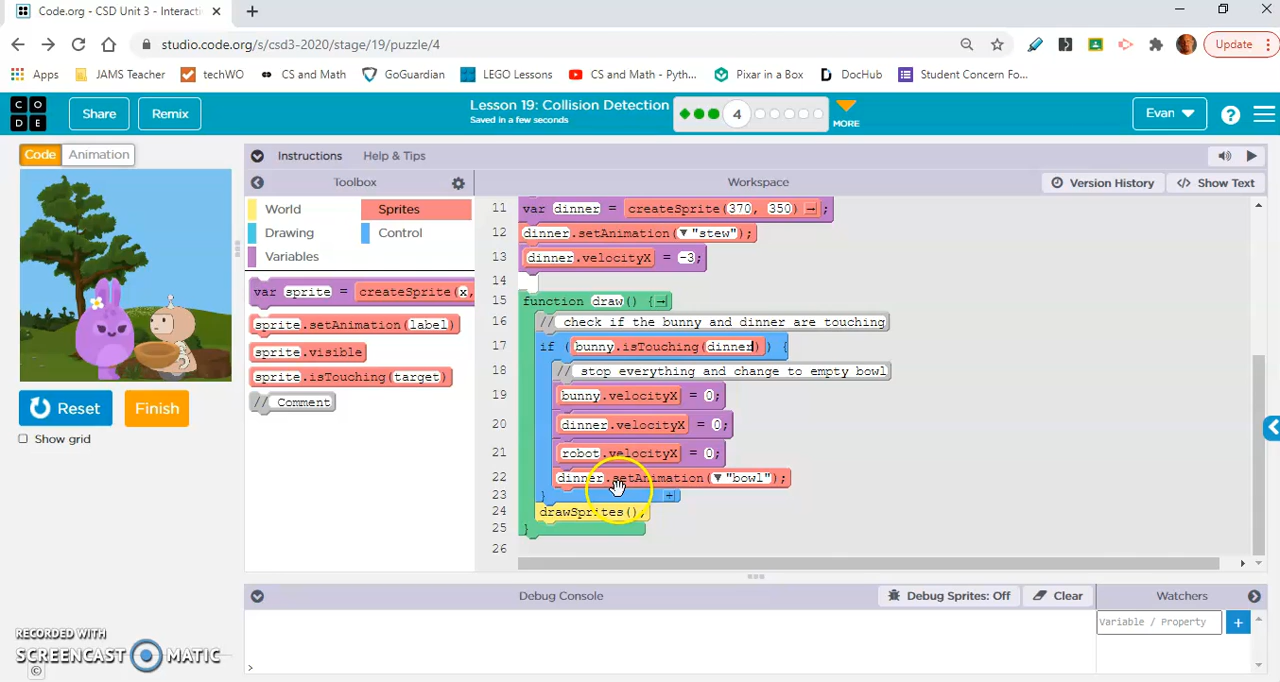 Code.org - CSD Unit 3 - Interacti
studio.code.org/s/csd3-2020/stage/19/puzzle/4
Update
Apps JAMS Teacher techWO CS and Math GoGuardian LEGO Lessons CS and Math - Pyth... Pixar in a Box DocHub Student Concern Fo...
C O D E
Share
Remix
Lesson 19: Collision Detection
Saved in a few seconds
4
MORE
Evan
Code Animation
Instructions Help & Tips
Toolbox
Workspace
Version History
</> Show Text
World
Sprites
Drawing
Control
Variables
var sprite = createSprite(x,
sprite.setAnimation(label)
sprite.visible
sprite.isTouching(target)
// Comment
11 var dinner = createSprite(370, 350) ;
12 dinner.setAnimation("stew");
13 dinner.velocityX = -3;
14
15 function draw() {
16 // check if the bunny and dinner are touching
17 if (bunny.isTouching(dinner)) {
18 // stop everything and change to empty bowl
19 bunny.velocityX = 0;
20 dinner.velocityX = 0;
21 robot.velocityX = 0;
22 dinner.setAnimation("bowl");
23 }
24 drawSprites();
25 }
26
Reset
Finish
Show grid
Debug Console
Debug Sprites: Off
Clear
Watchers
Variable / Property
>
RECORDED WITH
SCREENCAST MATIC
©